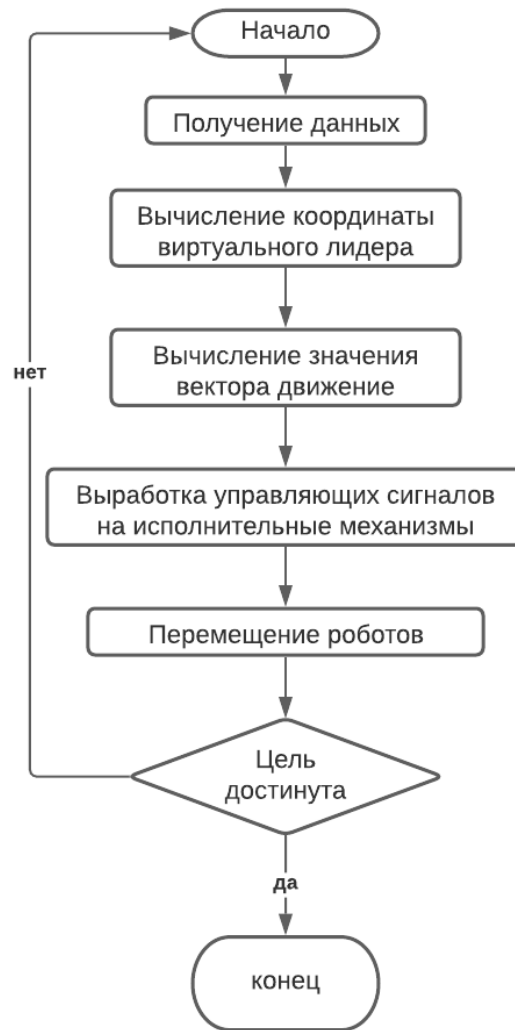 Начало
Получение данных
Вычисление координаты
виртуального лидера
Вычисление значения
вектора движение
нет
Выработка управляющих сигналов
на исполнительные механизмы
Перемещение роботов
Цель
достинута
да
конец